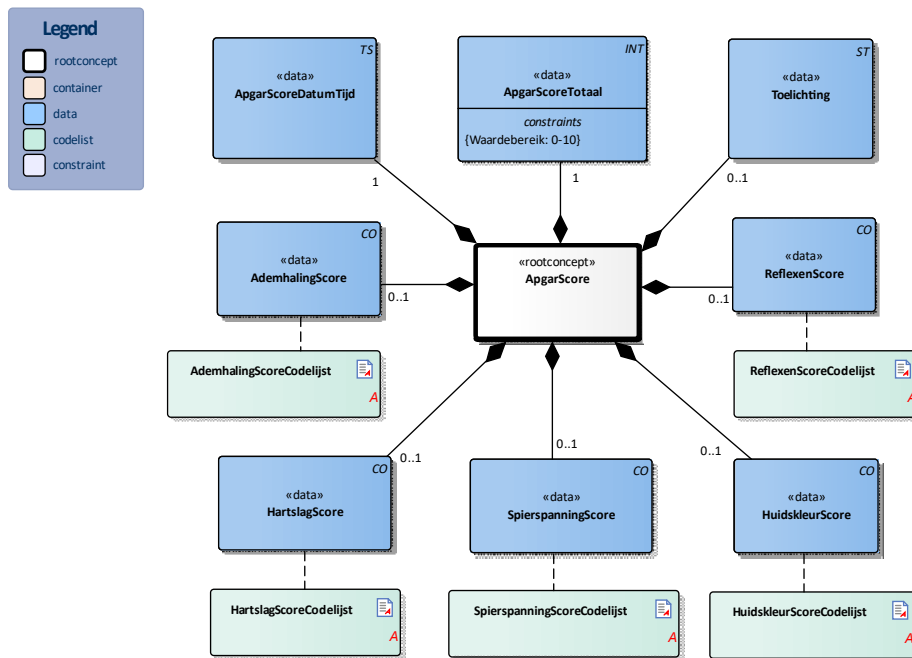 Legend
rootconcept
container
data
codelist
constraint
TS
«data»
ApgarScoreDatumTijd
INT
«data»
ApgarScoreTotaal
constraints
{Waardebereik: 0-10}
ST
«data»
Toelichting
1
1
0..1
CO
«data»
AdemhalingScore
0..1
«rootconcept»
ApgarScore
CO
«data»
ReflexenScore
0..1
AdemhalingScoreCodelijst
A
ReflexenScoreCodelijst
A
0..1
0..1
0..1
CO
«data»
HartslagScore
CO
«data»
SpierspanningScore
CO
«data»
HuidskleurScore
HartslagScoreCodelijst
A
SpierspanningScoreCodelijst
A
HuidskleurScoreCodelijst
A